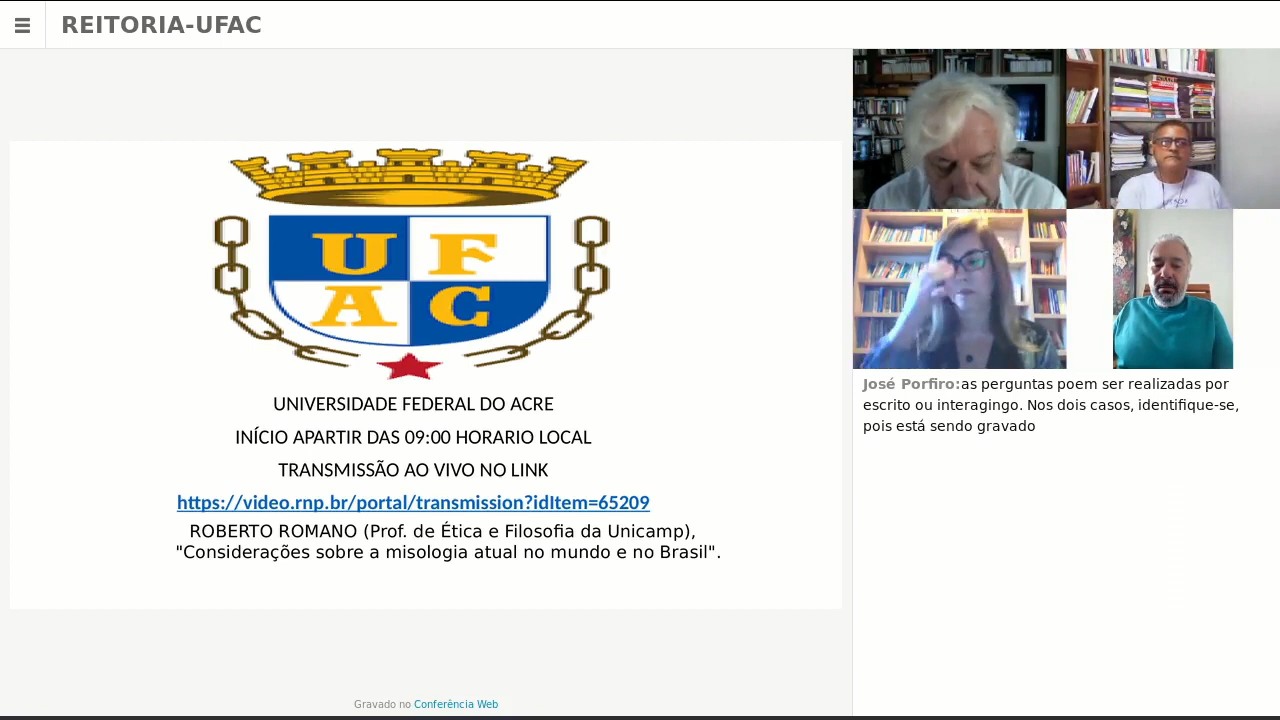 REITORIA-UFAC
U F
A C
UNIVERSIDADE FEDERAL DO ACRE
INÍCIO APARTIR DAS 09:00 HORARIO LOCAL
TRANSMISSÃO AO VIVO NO LINK
https://video.rnp.br/portal/transmission?idItem=65209
ROBERTO ROMANO (Prof. de Ética e Filosofia da Unicamp),
"Considerações sobre a misologia atual no mundo e no Brasil".
José Porfiro:as perguntas poem ser realizadas por
escrito ou interagingo. Nos dois casos, identifique-se,
pois está sendo gravado
Gravado no Conferência Web